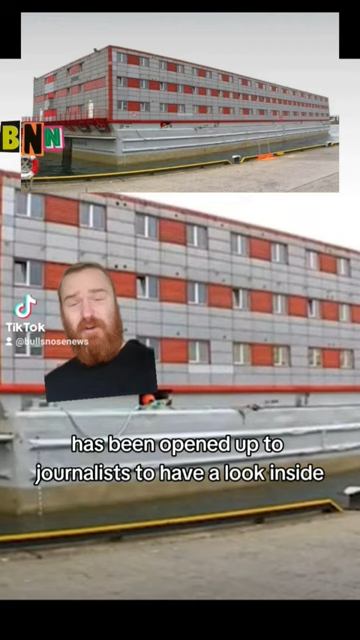 BNN
TikTok
@bullsnosenews
has been opened up to
journalists to have a look inside